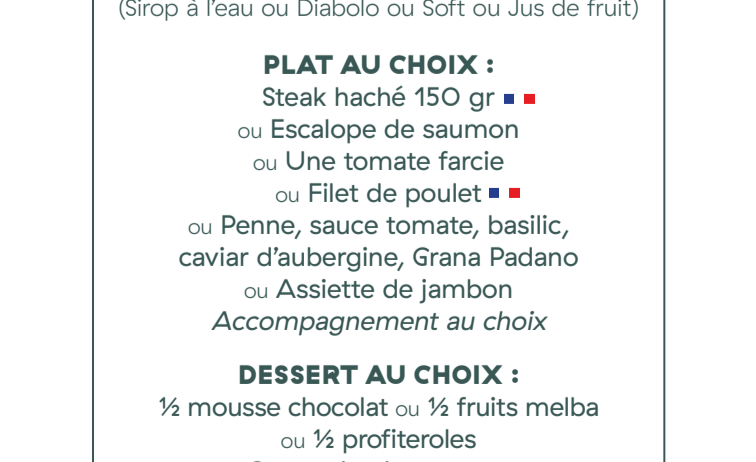 (Sirop à l'eau ou Diabolo ou Soft ou Jus de fruit)
PLAT AU CHOIX :
Steak haché 150 gr
ou Escalope de saumon
ou Une tomate farcie
ou Filet de poulet
ou Penne, sauce tomate, basilic,
caviar d'aubergine, Grana Padano
ou Assiette de jambon
Accompagnement au choix
DESSERT AU CHOIX :
½ mousse chocolat ou ½ fruits melba
ou ½ profiteroles